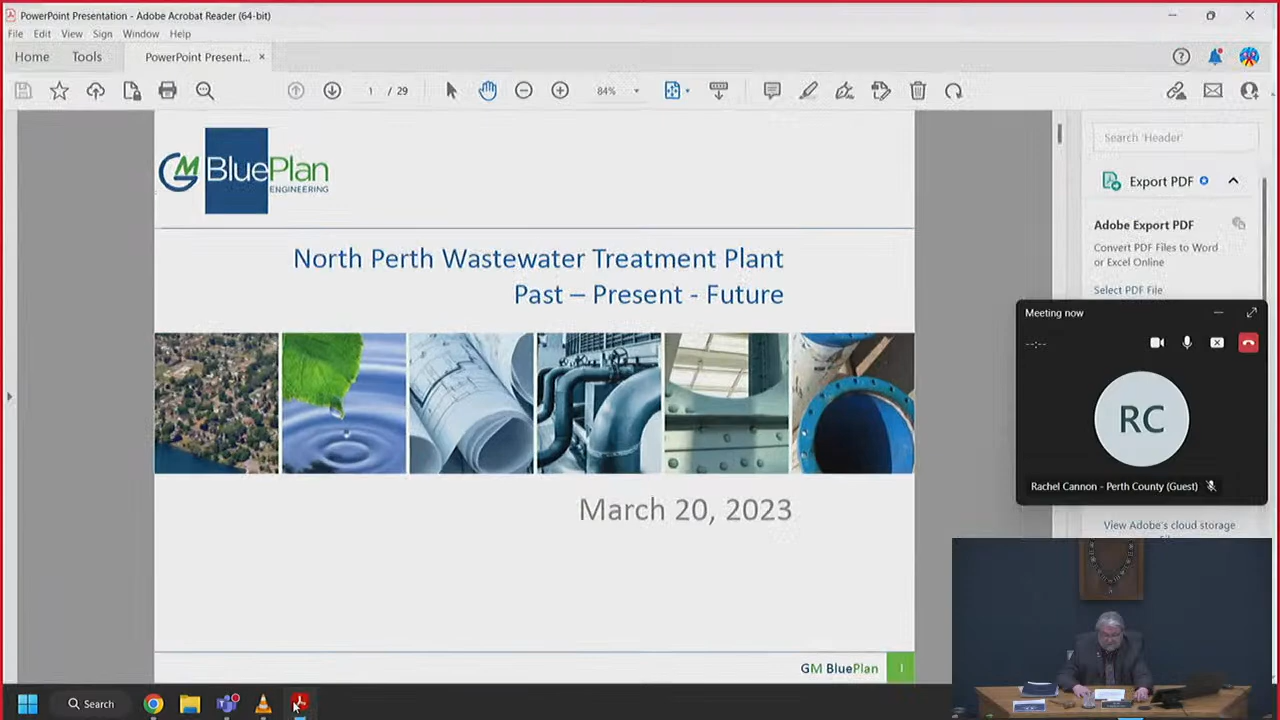 PowerPoint Presentation - Adobe Acrobat Reader (64-bit)
File Edit View Sign Window Help
Home Tools PowerPoint Present... ×
1 / 29 84%
Search 'Header'
Export PDF
Adobe Export PDF
Convert PDF Files to Word
or Excel Online
Select PDF File
GM BluePlan
ENGINEERING
North Perth Wastewater Treatment Plant
Past – Present - Future
March 20, 2023
GM BluePlan 1
Meeting now
--:--
RC
Rachel Cannon - Perth County (Guest)
View Adobe's cloud storage
Search